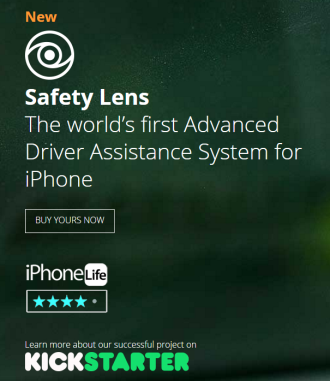 New
Safety Lens
The world's first Advanced
Driver Assistance System for
iPhone
BUY YOURS NOW
iPhone Life
Learn more about our successful project on
KICKSTARTER